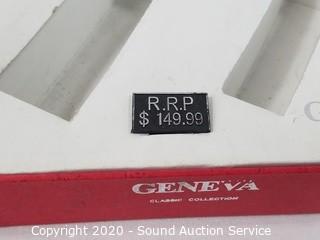 R.R.P
$ 149.99
G
GENEVA
CLASSIC COLLECTION
Copyright 2020 - Sound Auction Service